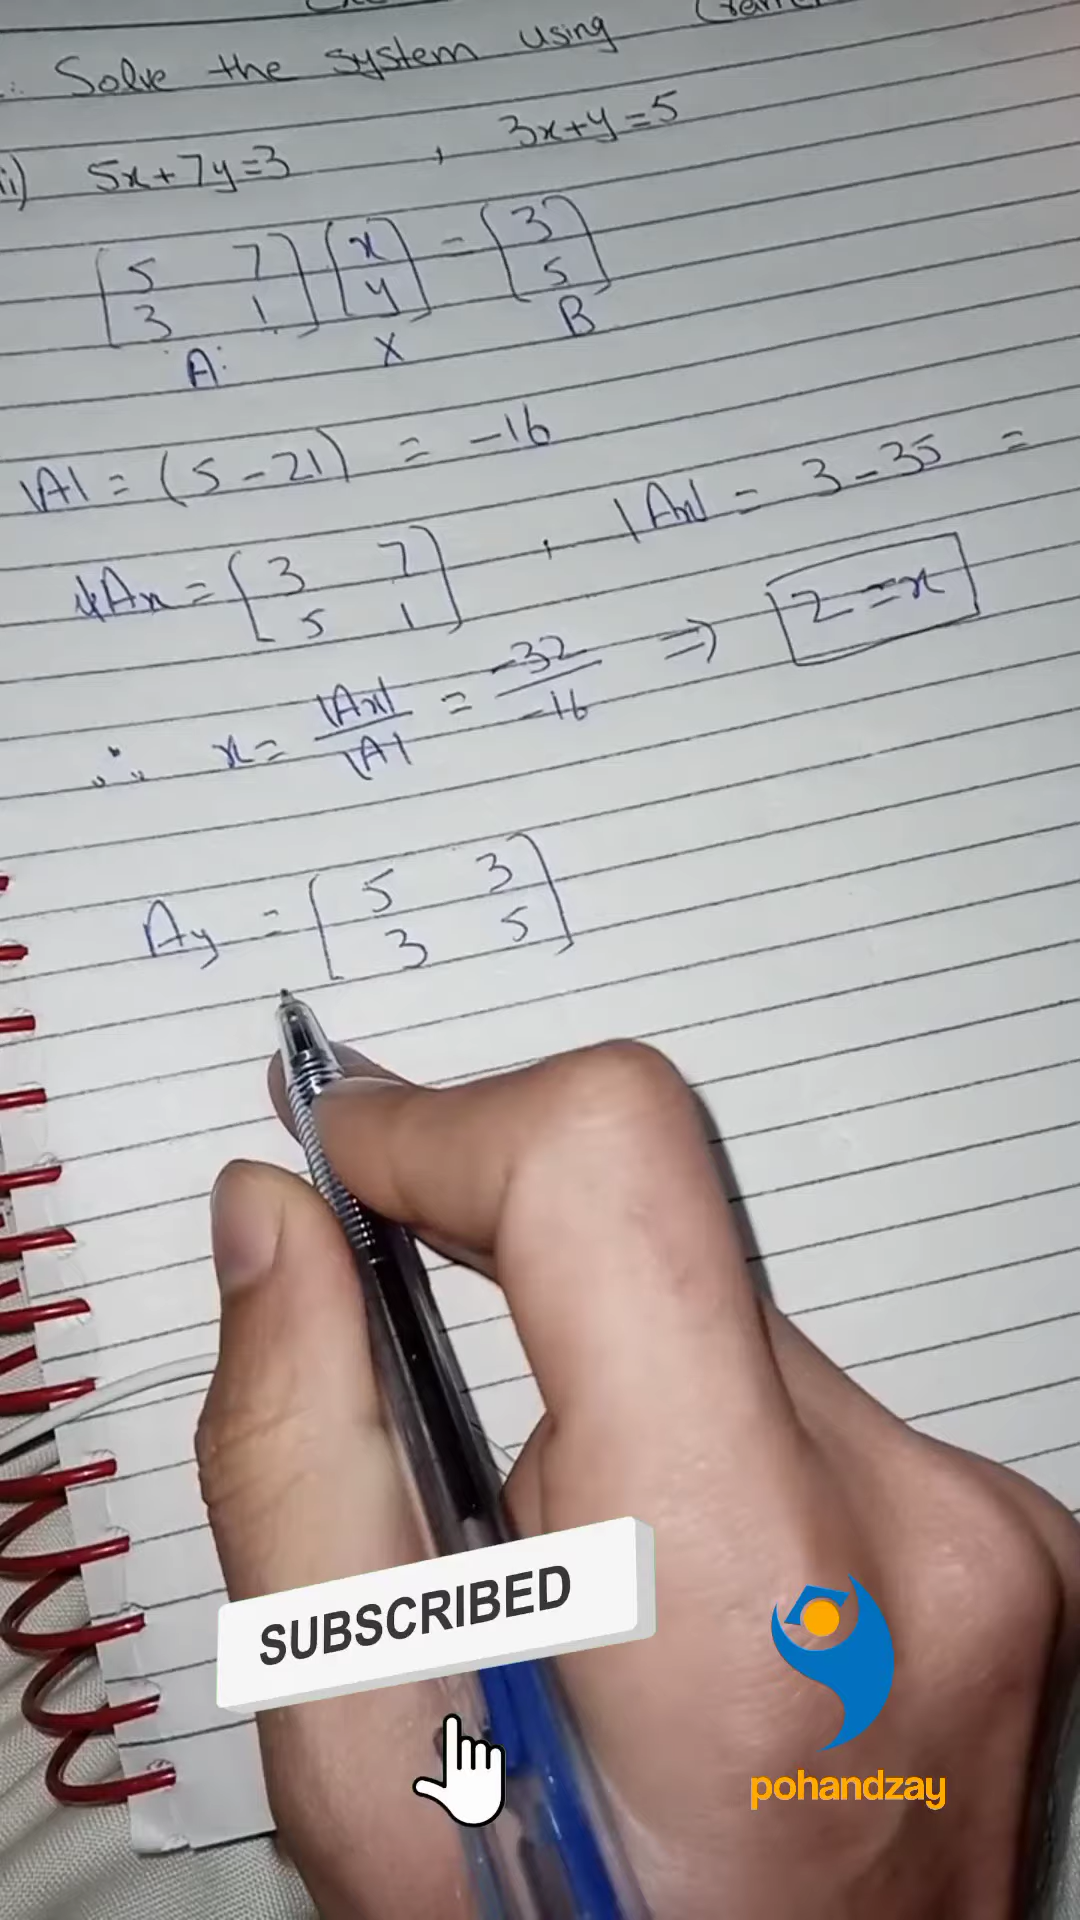 Solve the system using
ii) 5x+7y=3 , 3x+y=5
[5 7] [x] = [3]
[3 1] [y] [5]
A X B
|A| = (5-21) = -16
Ax = [3 7] , |Ax| = 3-35 =
[5 1]
∴ x = |Ax| / |A| = -32 / -16 ⇒ 2=x
Ay = [5 3]
[3 5]
SUBSCRIBED
pohandzay